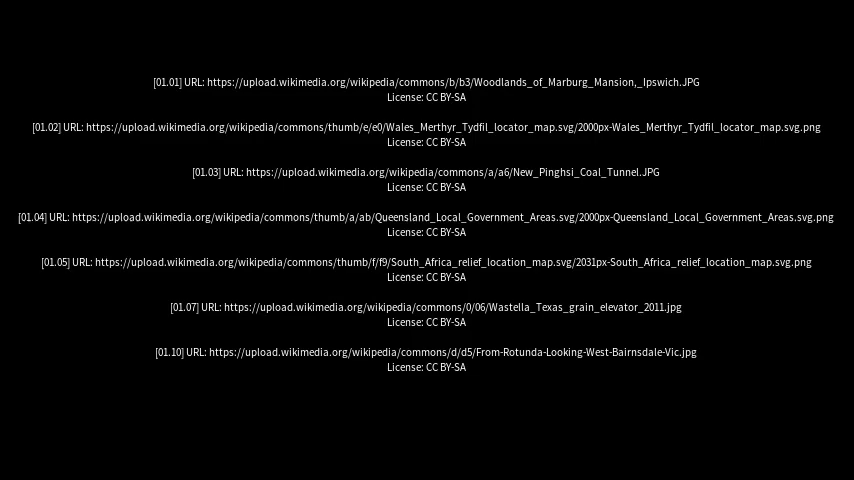 [01.01] URL: https://upload.wikimedia.org/wikipedia/commons/b/b3/Woodlands_of_Marburg_Mansion,_Ipswich.JPG
License: CC BY-SA
[01.02] URL: https://upload.wikimedia.org/wikipedia/commons/thumb/e/e0/Wales_Merthyr_Tydfil_locator_map.svg/2000px-Wales_Merthyr_Tydfil_locator_map.svg.png
License: CC BY-SA
[01.03] URL: https://upload.wikimedia.org/wikipedia/commons/a/a6/New_Pinghsi_Coal_Tunnel.JPG
License: CC BY-SA
[01.04] URL: https://upload.wikimedia.org/wikipedia/commons/thumb/a/ab/Queensland_Local_Government_Areas.svg/2000px-Queensland_Local_Government_Areas.svg.png
License: CC BY-SA
[01.05] URL: https://upload.wikimedia.org/wikipedia/commons/thumb/f/f9/South_Africa_relief_location_map.svg/2031px-South_Africa_relief_location_map.svg.png
License: CC BY-SA
[01.07] URL: https://upload.wikimedia.org/wikipedia/commons/0/06/Wastella_Texas_grain_elevator_2011.jpg
License: CC BY-SA
[01.10] URL: https://upload.wikimedia.org/wikipedia/commons/d/d5/From-Rotunda-Looking-West-Bairnsdale-Vic.jpg
License: CC BY-SA